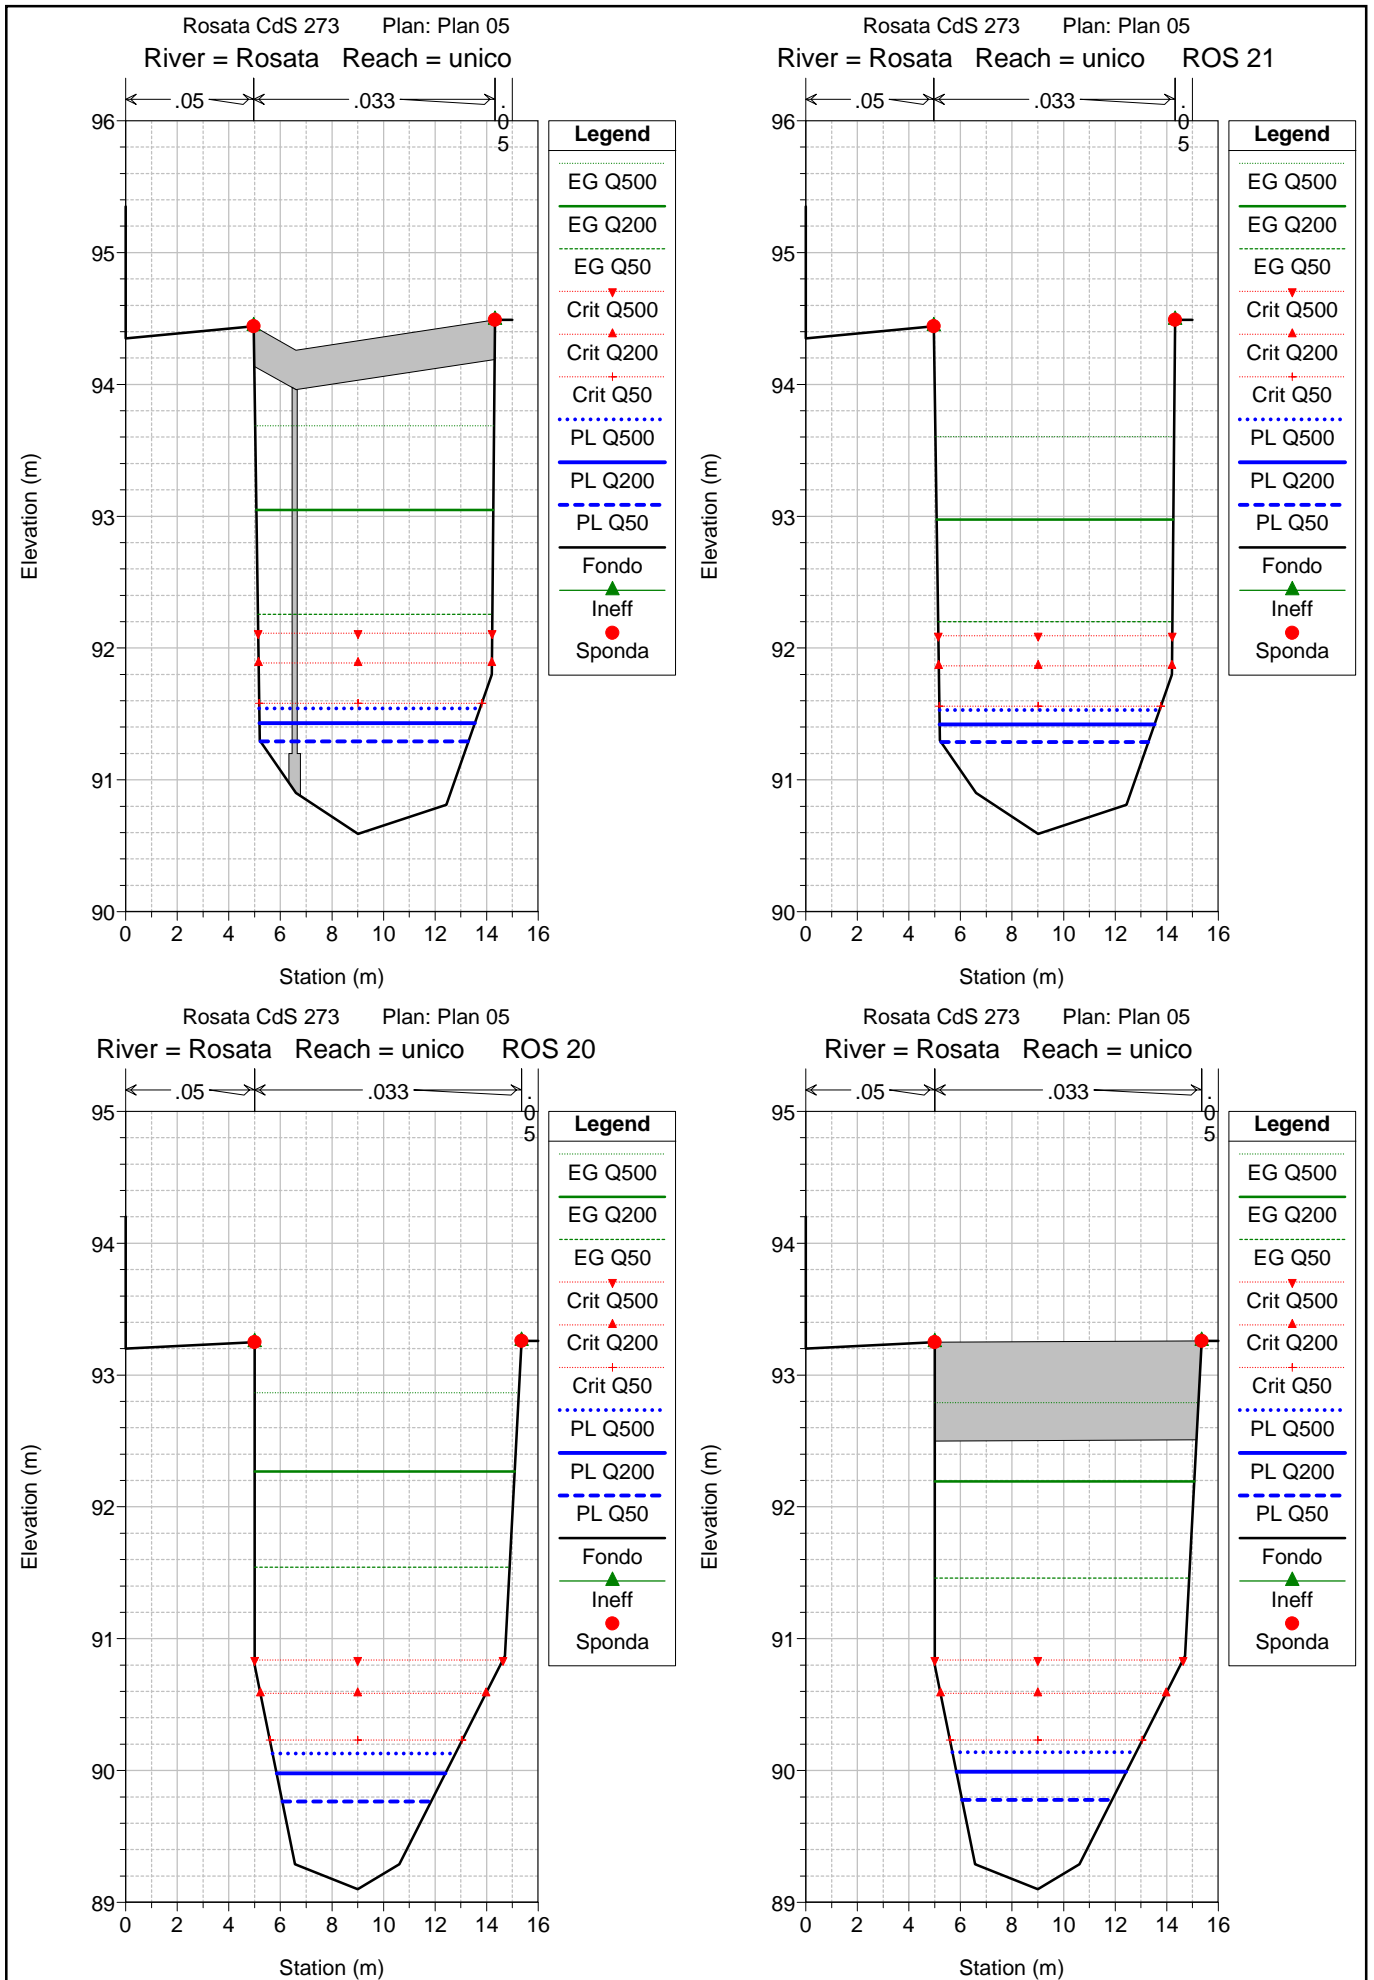 Rosata CdS 273 Plan: Plan 05
River = Rosata Reach = unico
.05 .033 .05
96
95
94
93
92
91
90
0 2 4 6 8 10 12 14 16
Station (m)
Elevation (m)
Legend
EG Q500
EG Q200
EG Q50
Crit Q500
Crit Q200
Crit Q50
PL Q500
PL Q200
PL Q50
Fondo
Ineff
Sponda
Rosata CdS 273 Plan: Plan 05
River = Rosata Reach = unico ROS 21
.05 .033 .05
96
95
94
93
92
91
90
0 2 4 6 8 10 12 14 16
Station (m)
Elevation (m)
Legend
EG Q500
EG Q200
EG Q50
Crit Q500
Crit Q200
Crit Q50
PL Q500
PL Q200
PL Q50
Fondo
Ineff
Sponda
Rosata CdS 273 Plan: Plan 05
River = Rosata Reach = unico ROS 20
.05 .033 .05
95
94
93
92
91
90
89
0 2 4 6 8 10 12 14 16
Station (m)
Elevation (m)
Legend
EG Q500
EG Q200
EG Q50
Crit Q500
Crit Q200
Crit Q50
PL Q500
PL Q200
PL Q50
Fondo
Ineff
Sponda
Rosata CdS 273 Plan: Plan 05
River = Rosata Reach = unico
.05 .033 .05
95
94
93
92
91
90
89
0 2 4 6 8 10 12 14 16
Station (m)
Elevation (m)
Legend
EG Q500
EG Q200
EG Q50
Crit Q500
Crit Q200
Crit Q50
PL Q500
PL Q200
PL Q50
Fondo
Ineff
Sponda